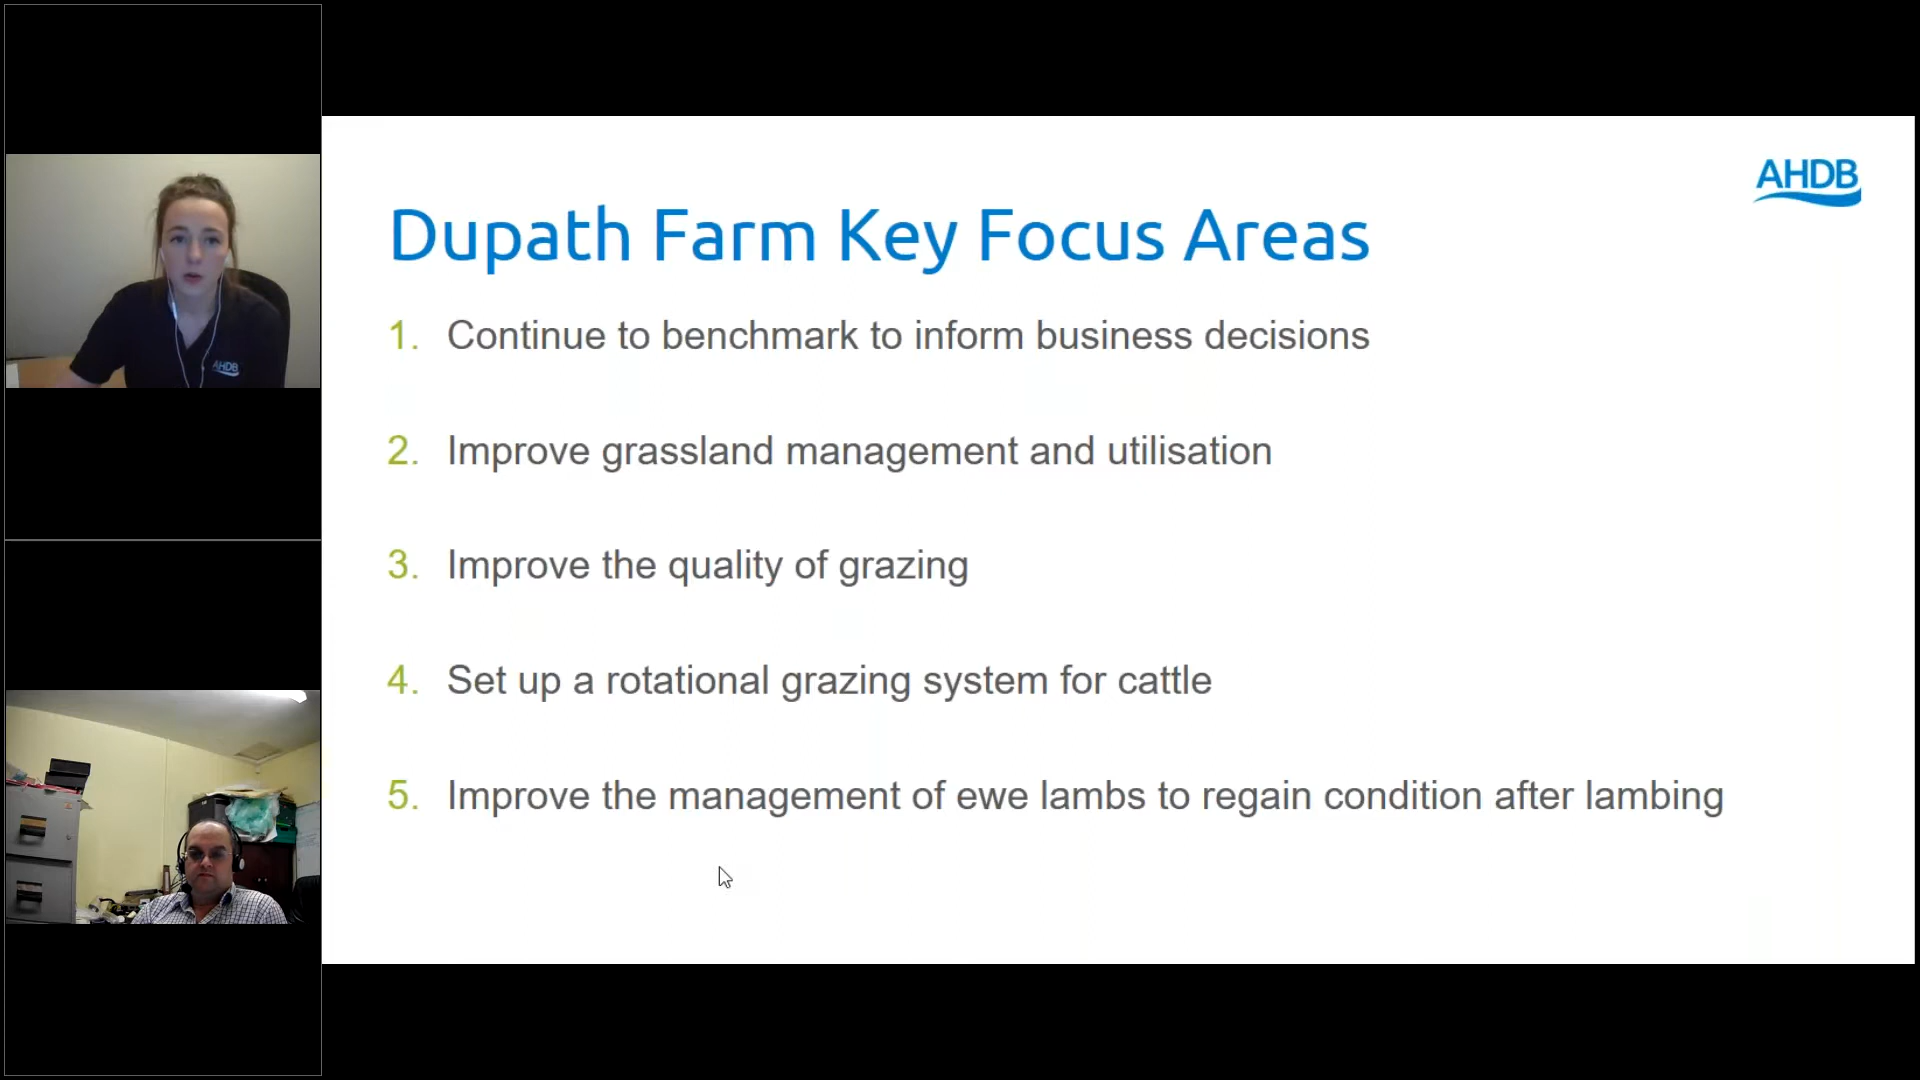 AHDB
Dupath Farm Key Focus Areas
1. Continue to benchmark to inform business decisions
2. Improve grassland management and utilisation
3. Improve the quality of grazing
4. Set up a rotational grazing system for cattle
5. Improve the management of ewe lambs to regain condition after lambing
AHDB